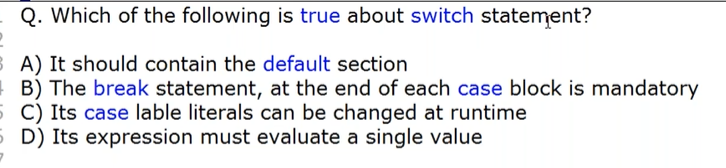 Q. Which of the following is true about switch statement?
A) It should contain the default section
B) The break statement, at the end of each case block is mandatory
C) Its case lable literals can be changed at runtime
D) Its expression must evaluate a single value